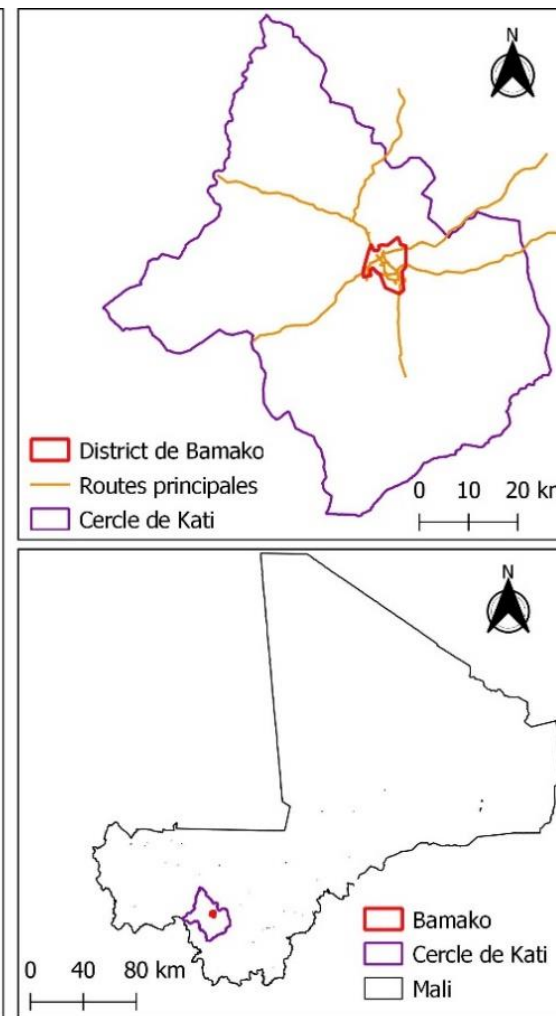 N
District de Bamako
Routes principales
Cercle de Kati
0 10 20 km
N
Bamako
Cercle de Kati
Mali
0 40 80 km